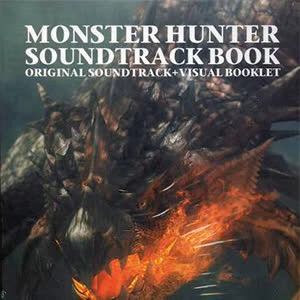 MONSTER HUNTER
SOUNDTRACK BOOK
ORIGINAL SOUNDTRACK+VISUAL BOOKLET